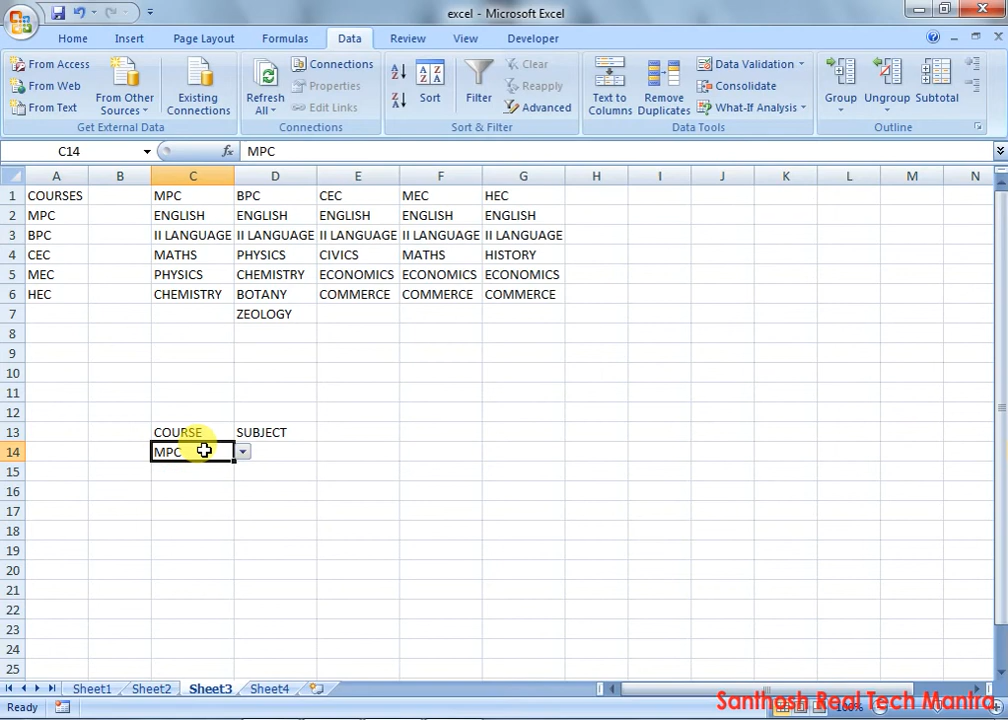 excel - Microsoft Excel
Home Insert Page Layout Formulas Data Review View Developer
From Access
From Web
From Text
From Other Sources
Existing Connections
Get External Data
Refresh All
Connections
Properties
Edit Links
Connections
Sort
Filter
Clear
Reapply
Advanced
Sort & Filter
Text to Columns
Remove Duplicates
Data Validation
Consolidate
What-If Analysis
Data Tools
Group
Ungroup
Subtotal
Outline
C14 fx MPC
A B C D E F G H I J K L M N
1 COURSES MPC BPC CEC MEC HEC
2 MPC ENGLISH ENGLISH ENGLISH ENGLISH ENGLISH
3 BPC II LANGUAGE II LANGUAGE II LANGUAGE II LANGUAGE II LANGUAGE
4 CEC MATHS PHYSICS CIVICS MATHS HISTORY
5 MEC PHYSICS CHEMISTRY ECONOMICS ECONOMICS ECONOMICS
6 HEC CHEMISTRY BOTANY COMMERCE COMMERCE COMMERCE
7 ZEOLOGY
8
9
10
11
12
13 COURSE SUBJECT
14 MPC
15
16
17
18
19
20
21
22
23
24
25
Sheet1 Sheet2 Sheet3 Sheet4
Ready 100%
Santhosh Real Tech Mantra